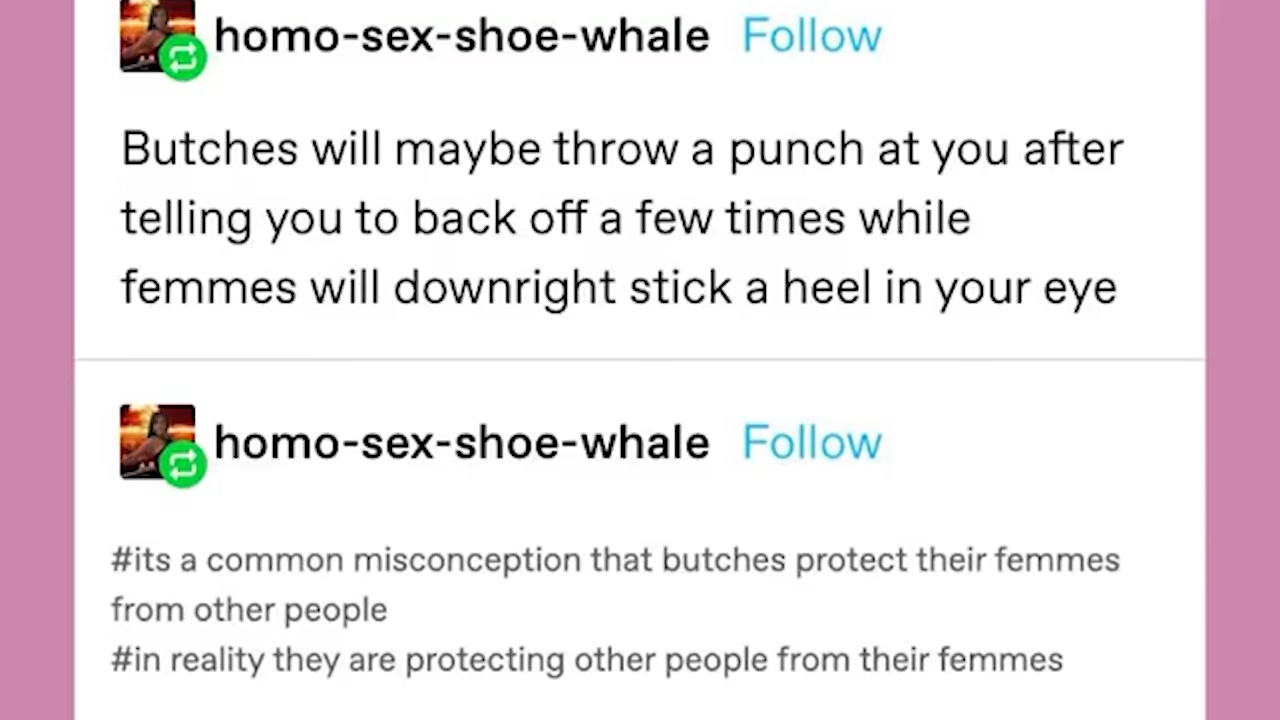 homo-sex-shoe-whale Follow
Butches will maybe throw a punch at you after
telling you to back off a few times while
femmes will downright stick a heel in your eye
homo-sex-shoe-whale Follow
#its a common misconception that butches protect their femmes
from other people
#in reality they are protecting other people from their femmes